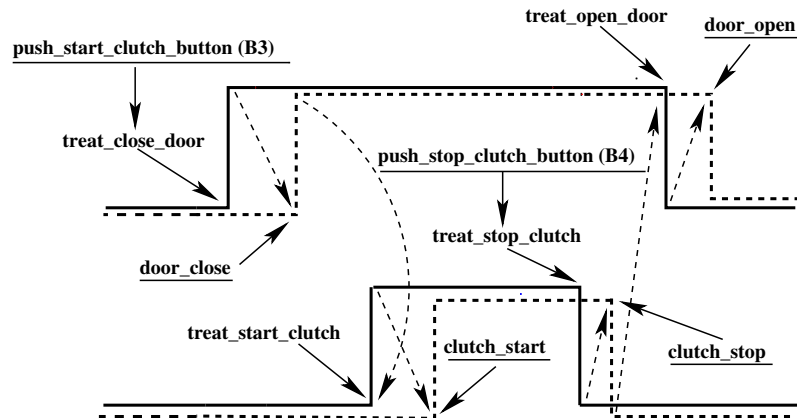 treat_open_door
door_open
push_start_clutch_button (B3)
treat_close_door
push_stop_clutch_button (B4)
treat_stop_clutch
door_close
treat_start_clutch
clutch_start
clutch_stop